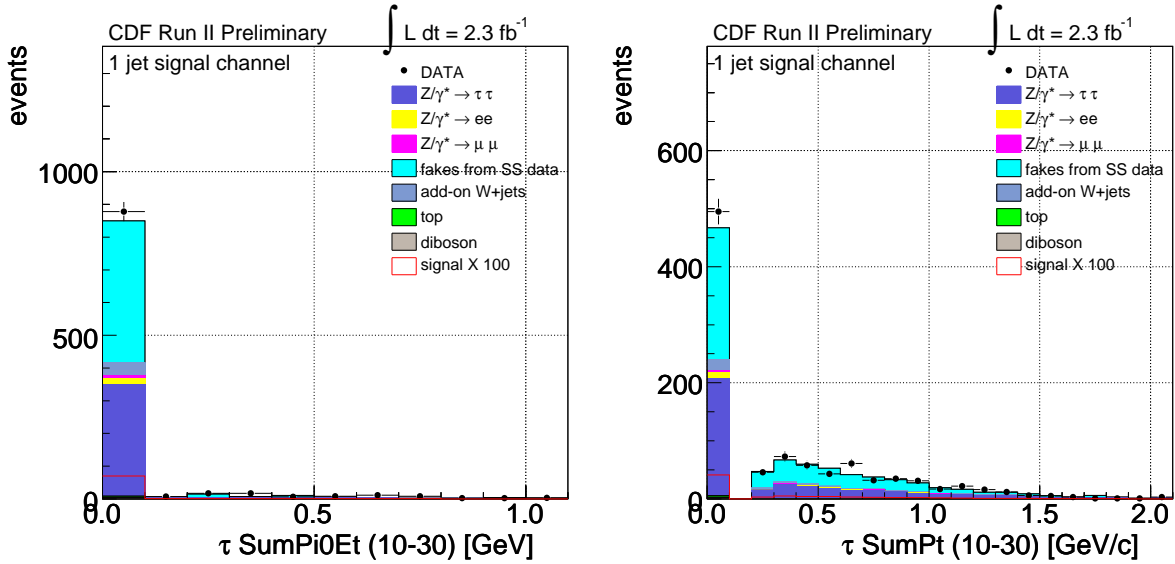 CDF Run II Preliminary ∫ L dt = 2.3 fb⁻¹
1 jet signal channel
DATA
Z/γ* → τ τ
Z/γ* → ee
Z/γ* → μ μ
fakes from SS data
add-on W+jets
top
diboson
signal X 100
events
1000
500
0
0.0 0.5 1.0
τ SumPi0Et (10-30) [GeV]
CDF Run II Preliminary ∫ L dt = 2.3 fb⁻¹
1 jet signal channel
DATA
Z/γ* → τ τ
Z/γ* → ee
Z/γ* → μ μ
fakes from SS data
add-on W+jets
top
diboson
signal X 100
events
600
400
200
0
0.0 0.5 1.0 1.5 2.0
τ SumPt (10-30) [GeV/c]